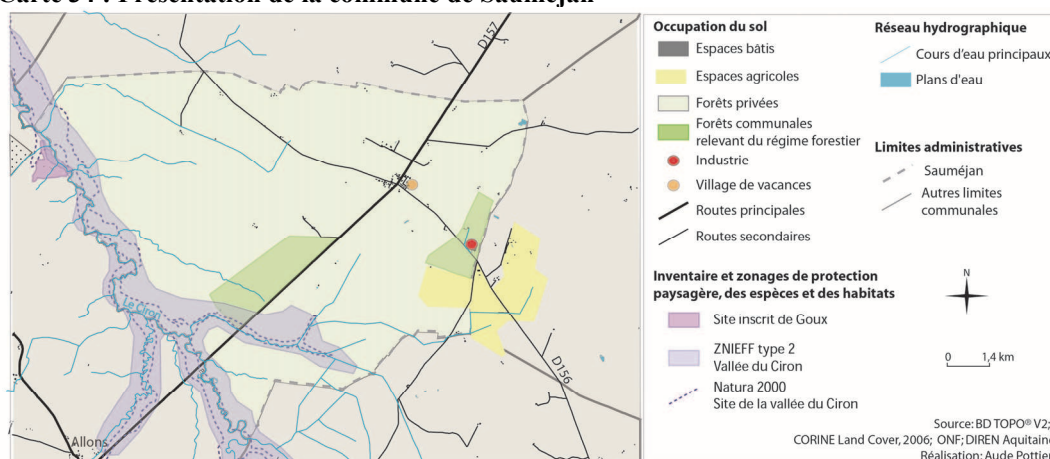 Carte 34 : Présentation de la commune de Sauméjan
D157
Le Ciron
D156
Allons
Occupation du sol
Espaces bâtis
Espaces agricoles
Forêts privées
Forêts communales
relevant du régime forestier
Industrie
Village de vacances
Routes principales
Routes secondaires
Inventaire et zonages de protection
paysagère, des espèces et des habitats
Site inscrit de Goux
ZNIEFF type 2
Vallée du Ciron
Natura 2000
Site de la vallée du Ciron
Réseau hydrographique
Cours d'eau principaux
Plans d'eau
Limites administratives
Sauméjan
Autres limites
communales
N
0 1,4 km
Source: BD TOPO® V2;
CORINE Land Cover, 2006; ONF; DIREN Aquitaine
Réalisation: Aude Pottier